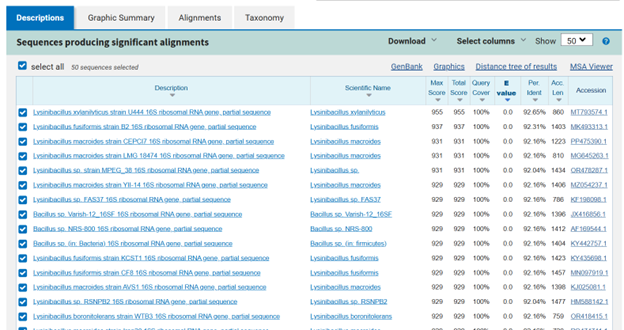 Descriptions Graphic Summary Alignments Taxonomy
Sequences producing significant alignments Download Select columns Show 50
select all 50 sequences selected GenBank Graphics Distance tree of results MSA Viewer
Description Scientific Name Max Score Total Score Query Cover E value Per. Ident Acc. Len Accession
Lysinibacillus xylanilyticus strain U444 16S ribosomal RNA gene, partial sequence Lysinibacillus xylanilyticus 955 955 100% 0.0 92.65% 860 MT793574.1
Lysinibacillus fusiformis strain B2 16S ribosomal RNA gene, partial sequence Lysinibacillus fusiformis 937 937 100% 0.0 92.31% 1403 MK493313.1
Lysinibacillus macroides strain CEPCI7 16S ribosomal RNA gene, partial sequence Lysinibacillus macroides 931 931 100% 0.0 92.16% 1223 PP475390.1
Lysinibacillus macroides strain LMG 18474 16S ribosomal RNA gene, partial sequence Lysinibacillus macroides 931 931 100% 0.0 92.16% 810 MG645263.1
Lysinibacillus sp. strain MPEG_38 16S ribosomal RNA gene, partial sequence Lysinibacillus sp. 931 931 100% 0.0 92.04% 1434 OR478287.1
Lysinibacillus macroides strain YII-14 16S ribosomal RNA gene, partial sequence Lysinibacillus macroides 929 929 100% 0.0 92.16% 1406 MZ054237.1
Lysinibacillus sp. FAS37 16S ribosomal RNA gene, partial sequence Lysinibacillus sp. FAS37 929 929 100% 0.0 92.16% 786 KF198098.1
Bacillus sp. Varish-12_16SF 16S ribosomal RNA gene, partial sequence Bacillus sp. Varish-12_16SF 929 929 100% 0.0 92.16% 1396 JX416856.1
Bacillus sp. NRS-800 16S ribosomal RNA gene, partial sequence Bacillus sp. NRS-800 929 929 100% 0.0 92.16% 1412 AF169544.1
Bacillus sp. (in: Bacteria) 16S ribosomal RNA gene, partial sequence Bacillus sp. (in: firmicutes) 929 929 100% 0.0 92.16% 1404 KY442757.1
Lysinibacillus fusiformis strain KCST1 16S ribosomal RNA gene, partial sequence Lysinibacillus fusiformis 929 929 100% 0.0 92.16% 1423 KY435698.1
Lysinibacillus fusiformis strain CF8 16S ribosomal RNA gene, partial sequence Lysinibacillus fusiformis 929 929 100% 0.0 92.16% 1457 MN097919.1
Lysinibacillus macroides strain AVS1 16S ribosomal RNA gene, partial sequence Lysinibacillus macroides 929 929 100% 0.0 92.16% 1398 KJ025081.1
Lysinibacillus sp. RSNPB2 16S ribosomal RNA gene, partial sequence Lysinibacillus sp. RSNPB2 929 929 100% 0.0 92.04% 1477 HM588142.1
Lysinibacillus boronitolerans strain WTB3 16S ribosomal RNA gene, partial sequence Lysinibacillus boronitolerans 929 929 100% 0.0 92.16% 759 OR418415.1